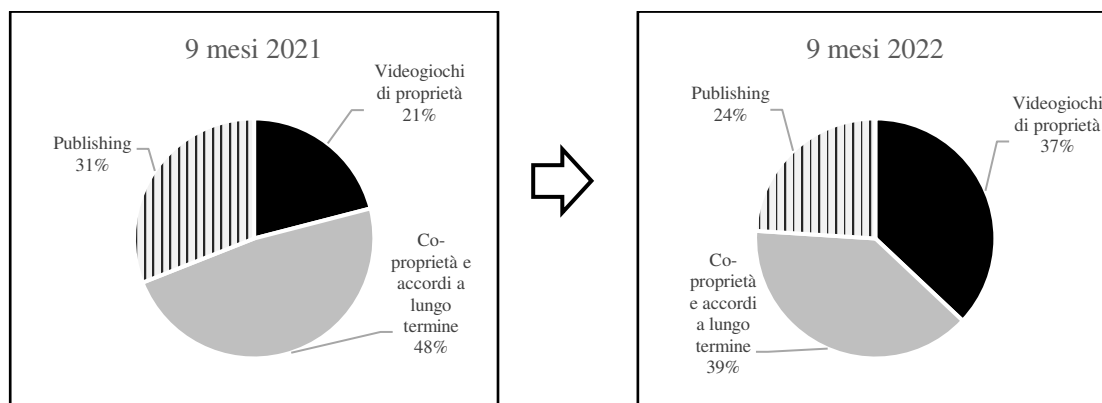 9 mesi 2021
Videogiochi
di proprietà
21%
Publishing
31%
Co-
proprietà e
accordi a
lungo
termine
48%
9 mesi 2022
Publishing
24%
Videogiochi
di proprietà
37%
Co-
proprietà
e accordi
a lungo
termine
39%